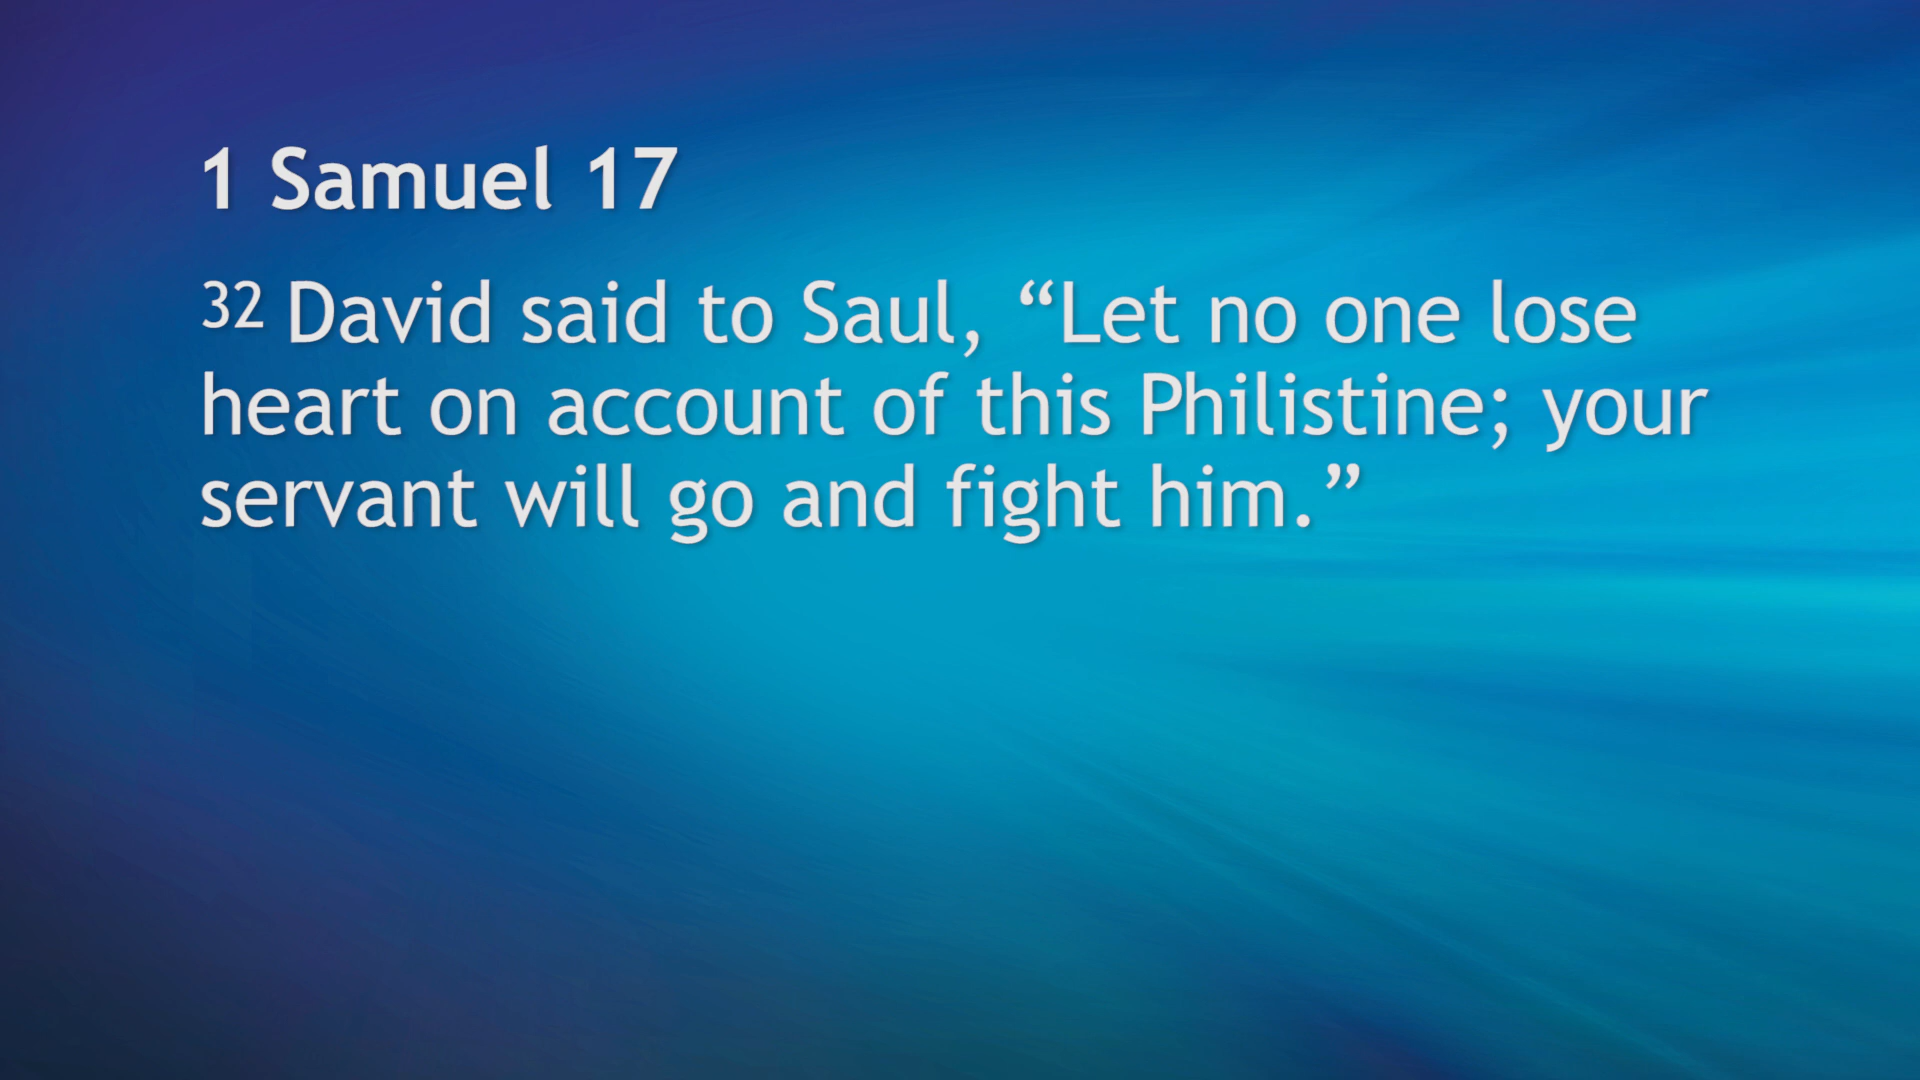 1 Samuel 17
32 David said to Saul, “Let no one lose
heart on account of this Philistine; your
servant will go and fight him.”